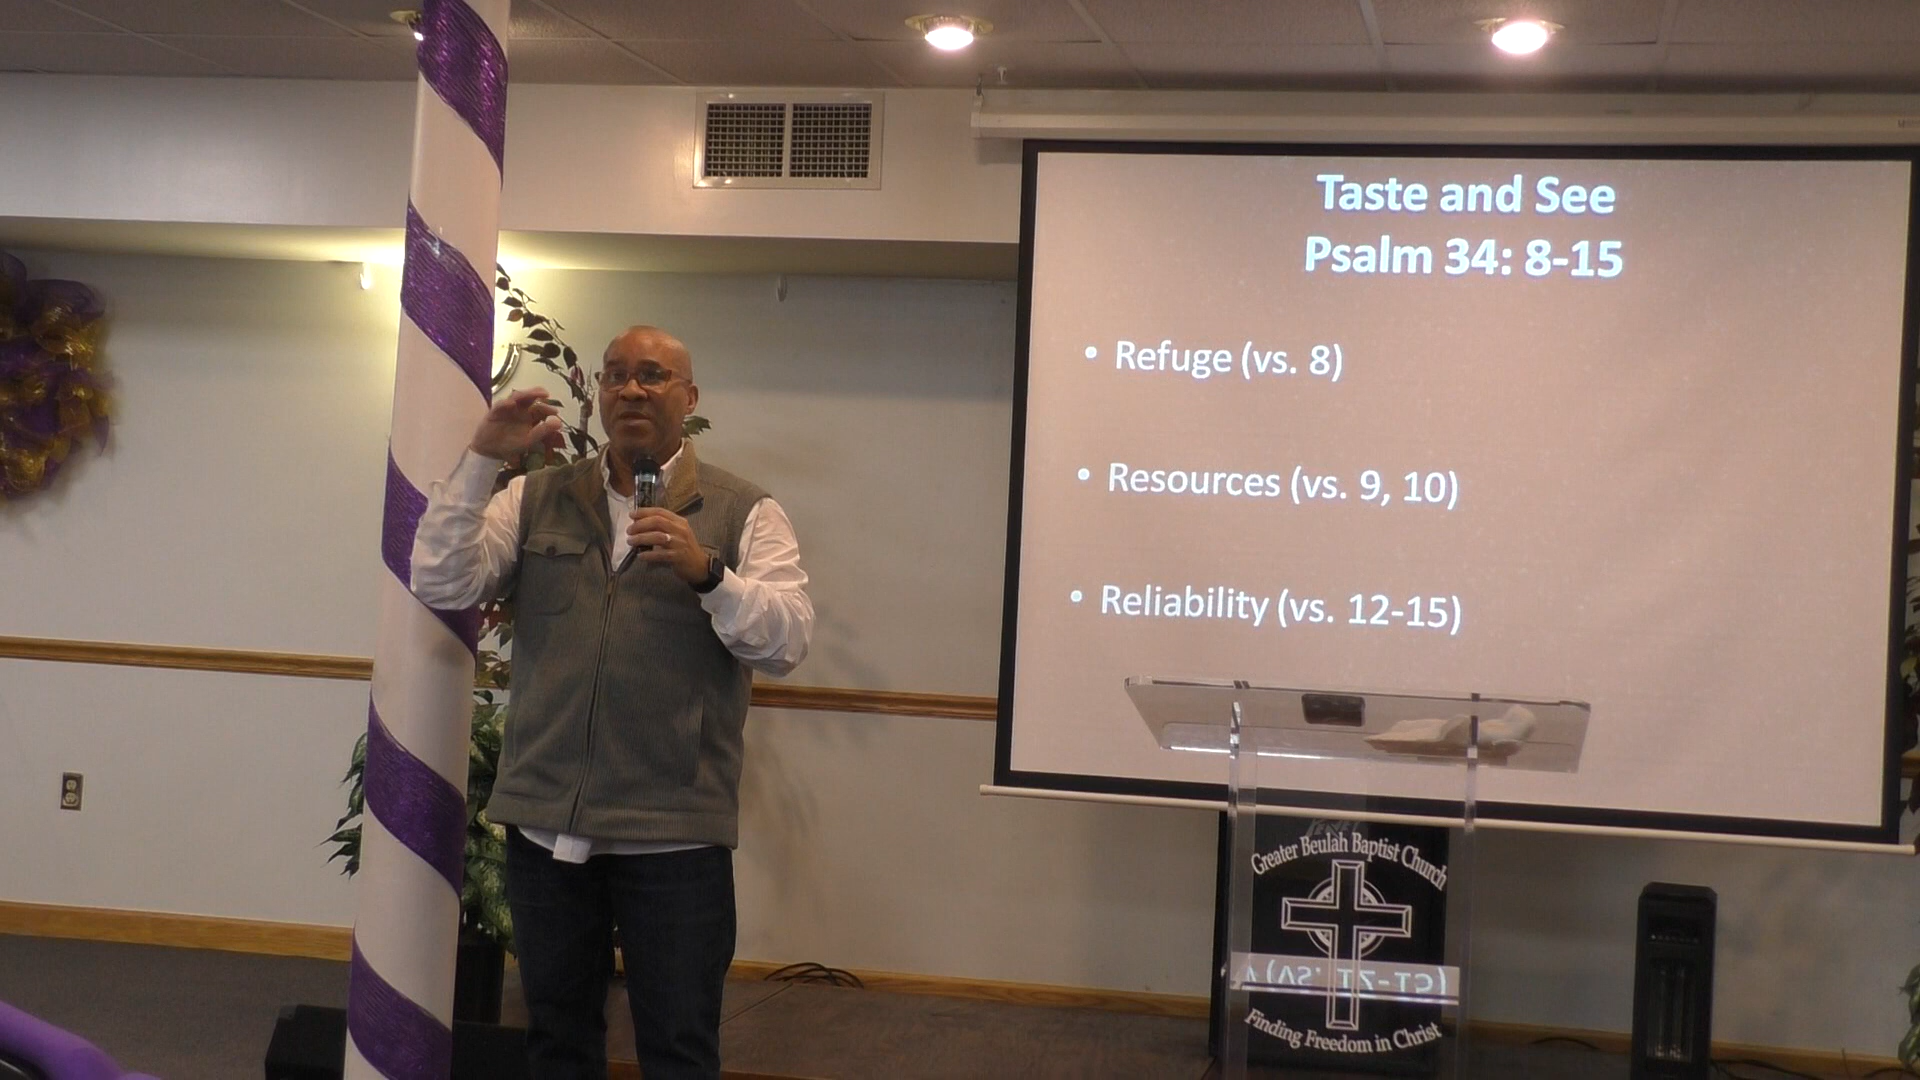 Taste and See
Psalm 34: 8-15
• Refuge (vs. 8)
• Resources (vs. 9, 10)
• Reliability (vs. 12-15)
Greater Beulah Baptist Church
Finding Freedom in Christ